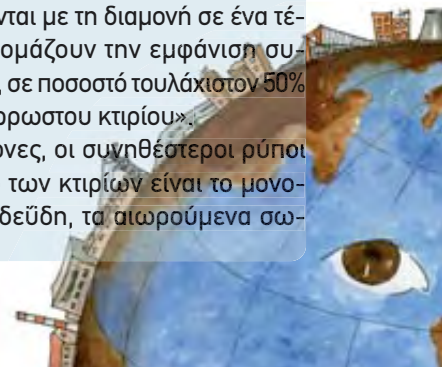 νται με τη διαμονή σε ένα τέ-
ομάζουν την εμφάνιση συ-
, σε ποσοστό τουλάχιστον 50%
ρρωστου κτιρίου».
ονες, οι συνηθέστεροι ρύποι
των κτιρίων είναι το μονο-
δεΰδη, τα αιωρούμενα σω-